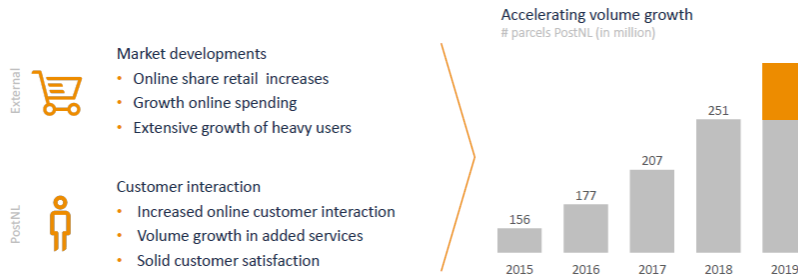 External
Market developments
• Online share retail increases
• Growth online spending
• Extensive growth of heavy users
PostNL
Customer interaction
• Increased online customer interaction
• Volume growth in added services
• Solid customer satisfaction
Accelerating volume growth
# parcels PostNL (in million)
156
177
207
251
2015
2016
2017
2018
2019